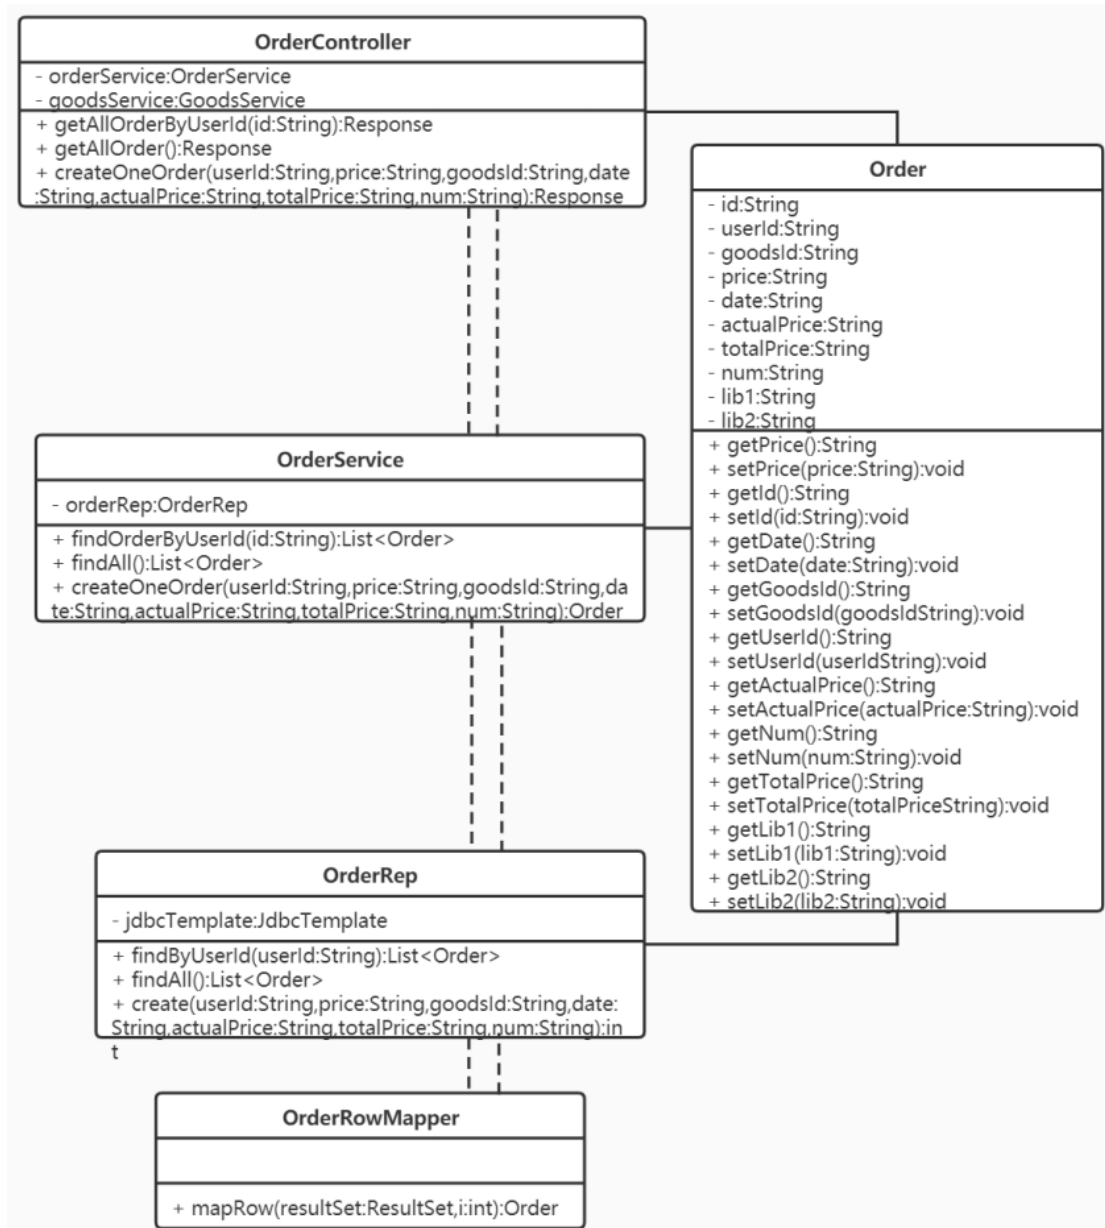 OrderController
- orderService:OrderService
- goodsService:GoodsService
+ getAllOrderByUserId(id:String):Response
+ getAllOrder():Response
+ createOneOrder(userId:String,price:String,goodsId:String,date
:String,actualPrice:String,totalPrice:String,num:String):Response
Order
- id:String
- userId:String
- goodsId:String
- price:String
- date:String
- actualPrice:String
- totalPrice:String
- num:String
- lib1:String
- lib2:String
+ getPrice():String
+ setPrice(price:String):void
+ getId():String
+ setId(id:String):void
+ getDate():String
+ setDate(date:String):void
+ getGoodsId():String
+ setGoodsId(goodsIdString):void
+ getUserId():String
+ setUserId(userIdString):void
+ getActualPrice():String
+ setActualPrice(actualPrice:String):void
+ getNum():String
+ setNum(num:String):void
+ getTotalPrice():String
+ setTotalPrice(totalPriceString):void
+ getLib1():String
+ setLib1(lib1:String):void
+ getLib2():String
+ setLib2(lib2:String):void
OrderService
- orderRep:OrderRep
+ findOrderByUserId(id:String):List<Order>
+ findAll():List<Order>
+ createOneOrder(userId:String,price:String,goodsId:String,da
te:String,actualPrice:String,totalPrice:String,num:String):Order
OrderRep
- jdbcTemplate:JdbcTemplate
+ findByUserId(userId:String):List<Order>
+ findAll():List<Order>
+ create(userId:String,price:String,goodsId:String,date:
String,actualPrice:String,totalPrice:String,num:String):in
t
OrderRowMapper
+ mapRow(resultSet:ResultSet,i:int):Order